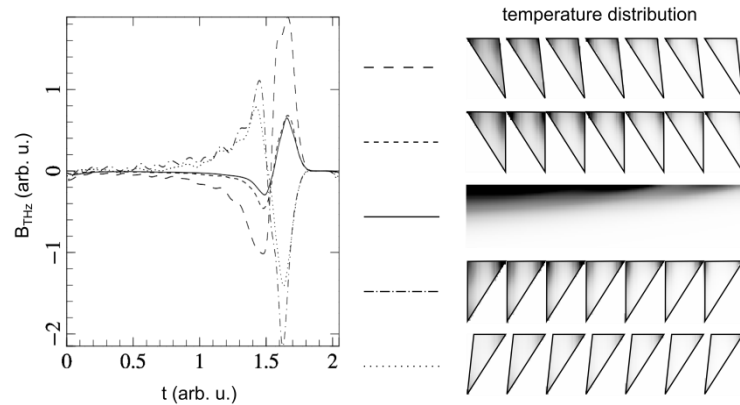 temperature distribution
B_THz (arb. u.)
1
0
-1
-2
0 0.5 1 1.5 2
t (arb. u.)